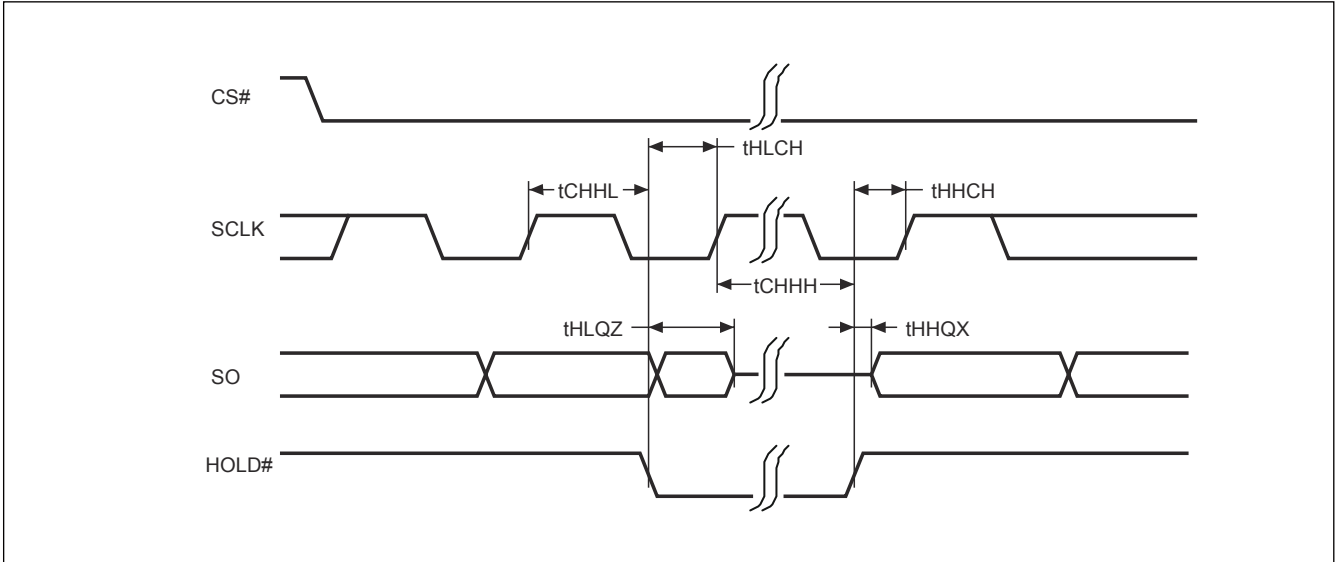 CS#
tHLCH
tCHHL
tHHCH
SCLK
tCHHH
tHLQZ
tHHQX
SO
HOLD#